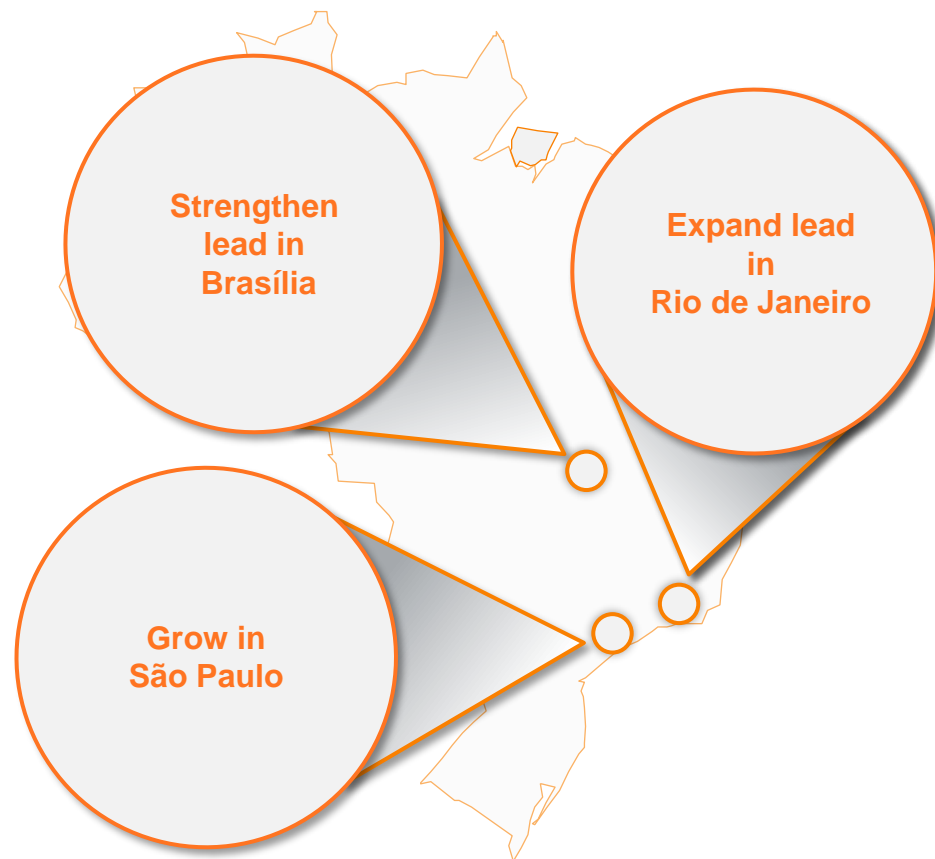 Strengthen
lead in
Brasília
Expand lead
in
Rio de Janeiro
Grow in
São Paulo